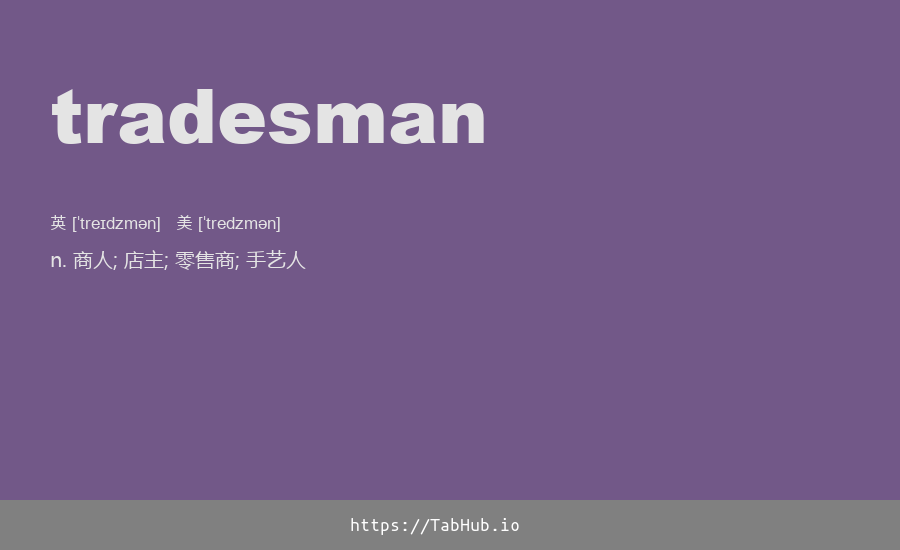 tradesman
英 [ˈtreɪdzmən] 美 [ˈtredzmən]
n. 商人; 店主; 零售商; 手艺人
https://TabHub.io